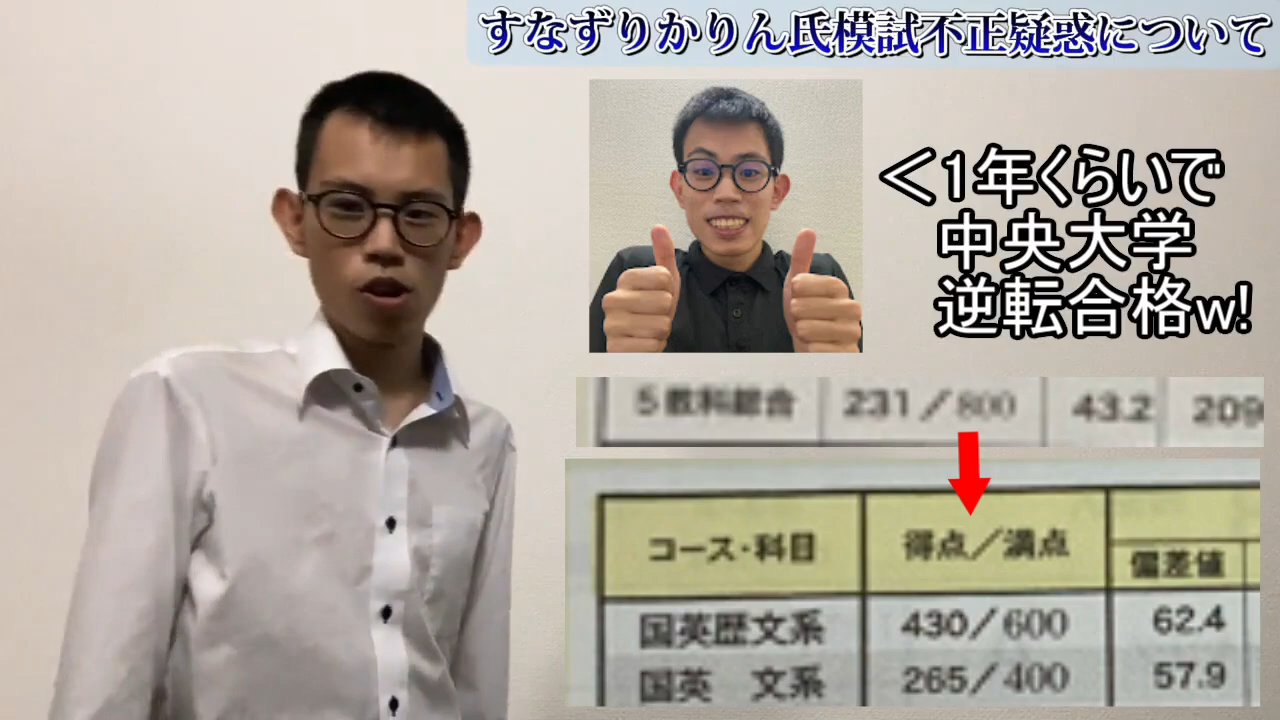 すなずりかりん氏模試不正疑惑について
<1年くらいで
中央大学
逆転合格w!
5教科総合 231/800 43.2 209
コース・科目 得点/満点 偏差値
国英歴文系 430/600 62.4
国英 文系 265/400 57.9